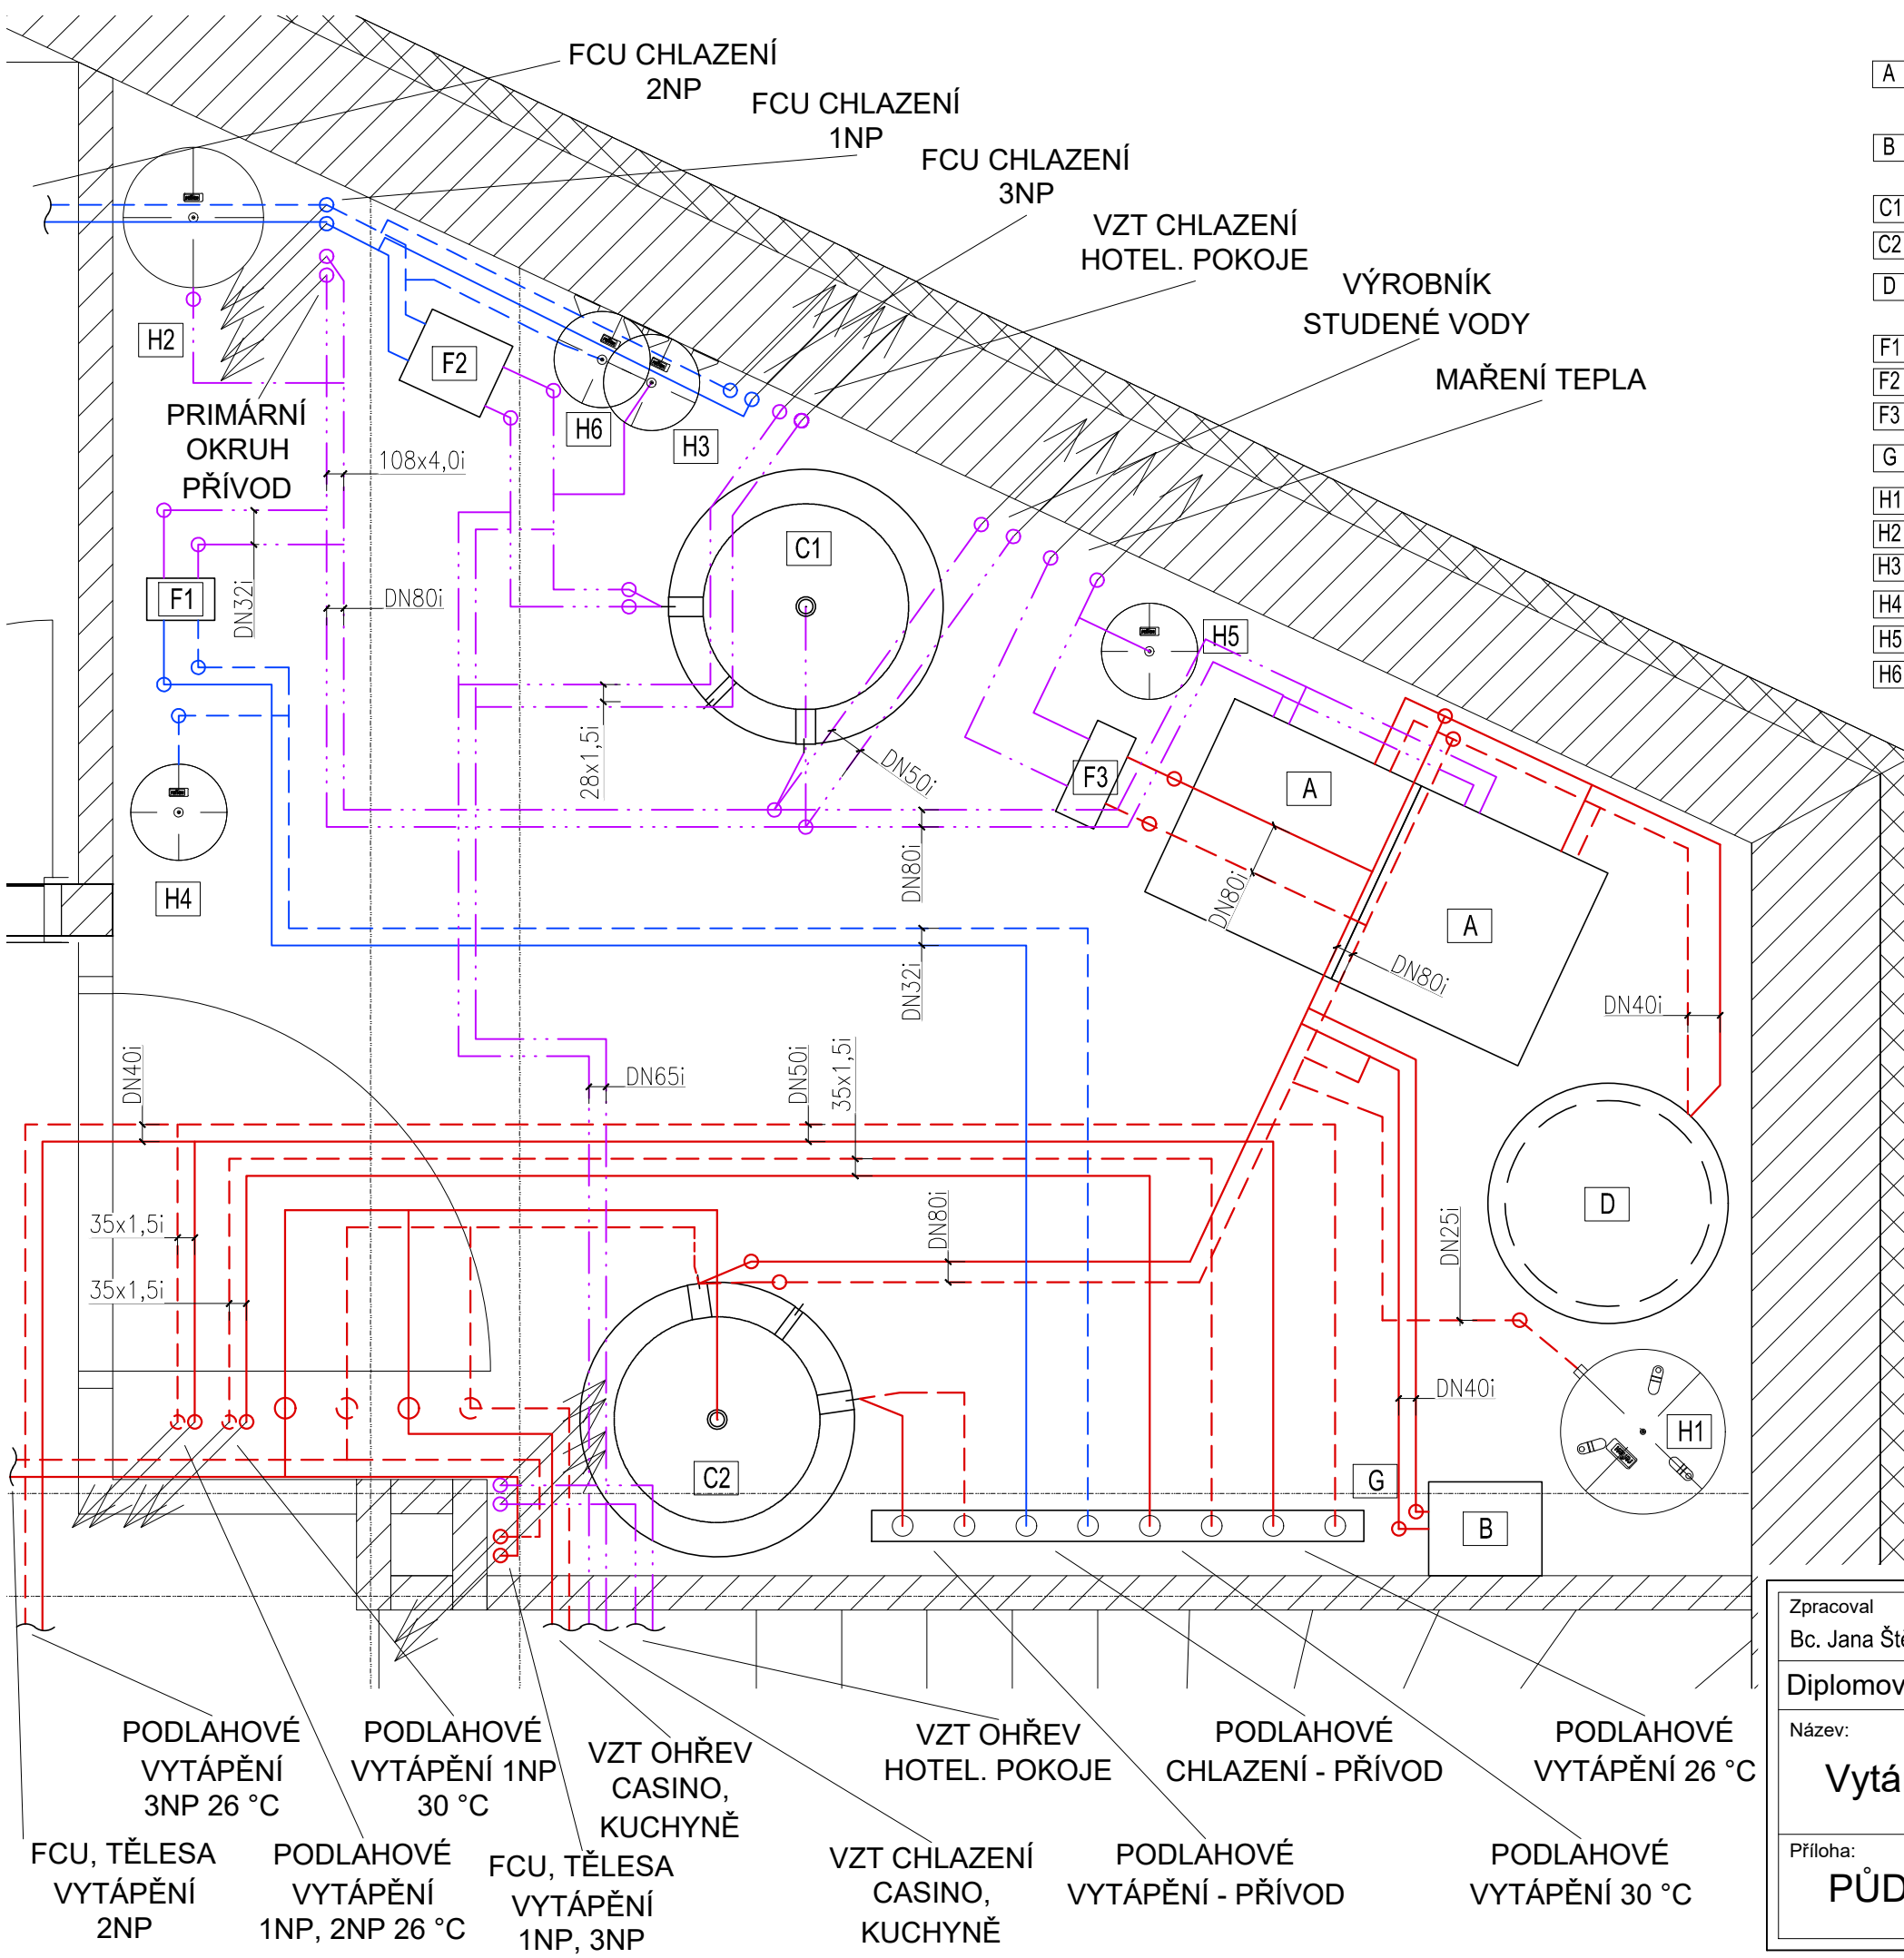 FCU CHLAZENÍ
2NP
FCU CHLAZENÍ
1NP
FCU CHLAZENÍ
3NP
VZT CHLAZENÍ
HOTEL. POKOJE
VÝROBNÍK
STUDENÉ VODY
MAŘENÍ TEPLA
A
B
C1
C2
D
F1
F2
F3
G
H1
H2
H3
H4
H5
H6
H2
F2
H6
H3
PRIMÁRNÍ
OKRUH
PŘÍVOD
108x4,0i
C1
F1
DN32i
DN80i
H5
28x1,5i
DN50i
F3
A
H4
DN80i
DN80i
A
DN32i
DN80i
DN40i
DN40i
DN65i
DN50i
35x1,5i
35x1,5i
DN80i
DN25i
D
35x1,5i
DN40i
H1
C2
G
B
PODLAHOVÉ
VYTÁPĚNÍ
3NP 26 °C
PODLAHOVÉ
VYTÁPĚNÍ 1NP
30 °C
VZT OHŘEV
CASINO,
KUCHYNĚ
VZT OHŘEV
HOTEL. POKOJE
PODLAHOVÉ
CHLAZENÍ - PŘÍVOD
PODLAHOVÉ
VYTÁPĚNÍ 26 °C
FCU, TĚLESA
VYTÁPĚNÍ
2NP
PODLAHOVÉ
VYTÁPĚNÍ
1NP, 2NP 26 °C
FCU, TĚLESA
VYTÁPĚNÍ
1NP, 3NP
VZT CHLAZENÍ
CASINO,
KUCHYNĚ
PODLAHOVÉ
VYTÁPĚNÍ - PŘÍVOD
PODLAHOVÉ
VYTÁPĚNÍ 30 °C
Zpracoval
Bc. Jana Ště
Diplomov
Název:
Vytá
Příloha:
PŮD